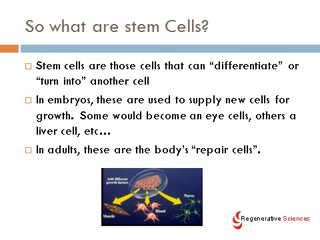 So what are stem Cells?
Stem cells are those cells that can “differentiate” or
“turn into” another cell
In embryos, these are used to supply new cells for
growth. Some would become an eye cells, others a
liver cell, etc…
In adults, these are the body’s “repair cells”.
Add different
growth factors
Muscle
Blood
Nerve
Regenerative Sciences